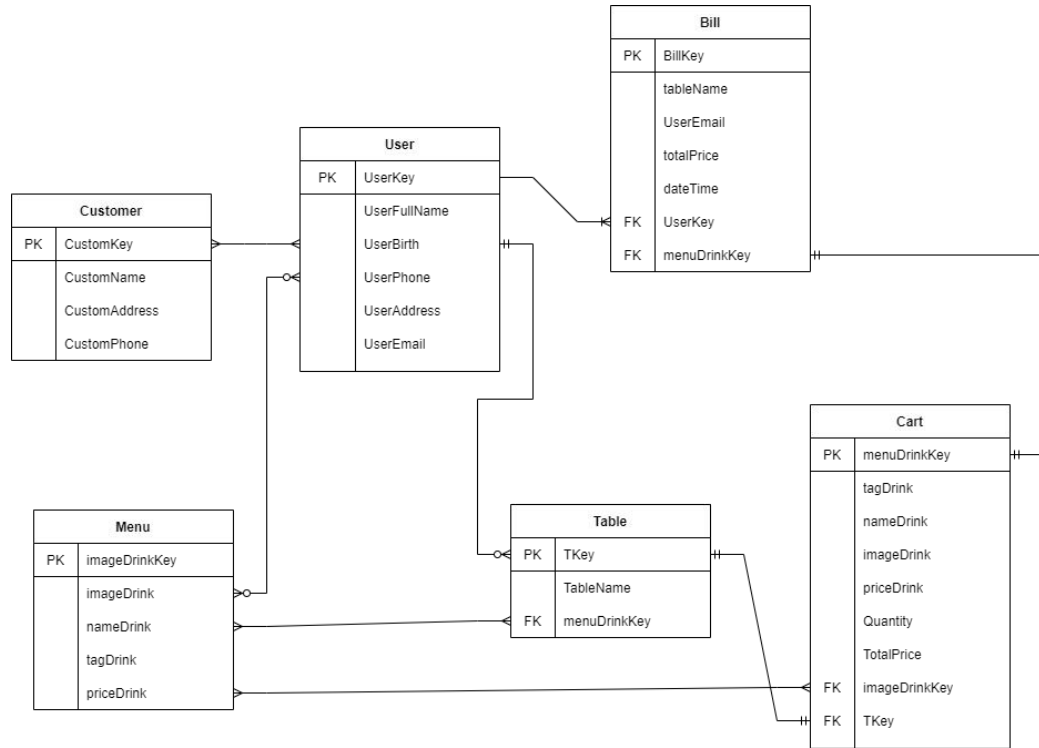 Bill
PK BillKey
tableName
UserEmail
totalPrice
dateTime
FK UserKey
FK menuDrinkKey
User
PK UserKey
UserFullName
UserBirth
UserPhone
UserAddress
UserEmail
Customer
PK CustomKey
CustomName
CustomAddress
CustomPhone
Cart
PK menuDrinkKey
tagDrink
nameDrink
imageDrink
priceDrink
Quantity
TotalPrice
FK imageDrinkKey
FK TKey
Table
PK TKey
TableName
FK menuDrinkKey
Menu
PK imageDrinkKey
imageDrink
nameDrink
tagDrink
priceDrink